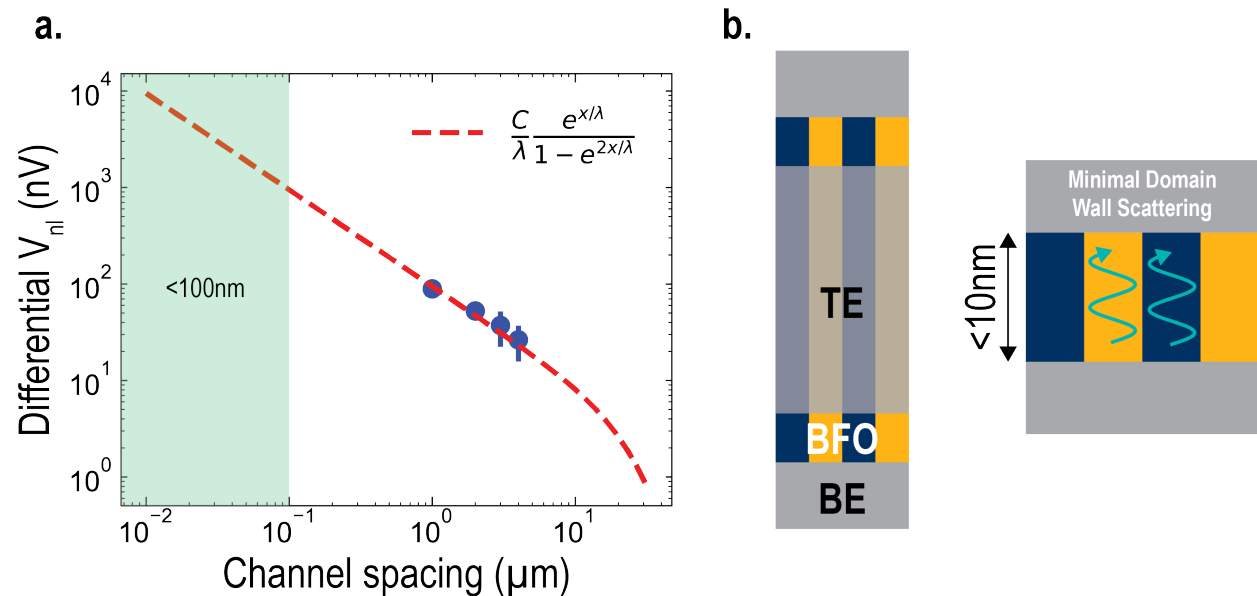 a.
10^4
10^3
10^2
10^1
10^0
Differential V_nl (nV)
<100nm
C/λ e^{x/λ}/(1 − e^{2x/λ})
10^−2
10^−1
10^0
10^1
Channel spacing (μm)
b.
TE
BFO
BE
Minimal Domain
Wall Scattering
<10nm